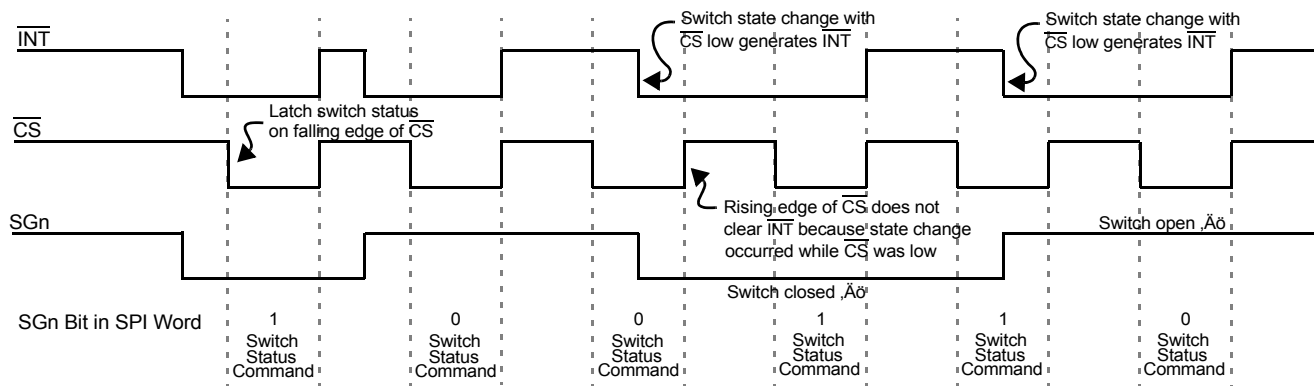 INT
Switch state change with
CS low generates INT
Switch state change with
CS low generates INT
Latch switch status
on falling edge of CS
CS
Rising edge of CS does not
clear INT because state change
occurred while CS was low
SGn
Switch open ‚Äö
Switch closed ‚Äö
SGn Bit in SPI Word
1
Switch
Status
Command
0
Switch
Status
Command
0
Switch
Status
Command
1
Switch
Status
Command
1
Switch
Status
Command
0
Switch
Status
Command